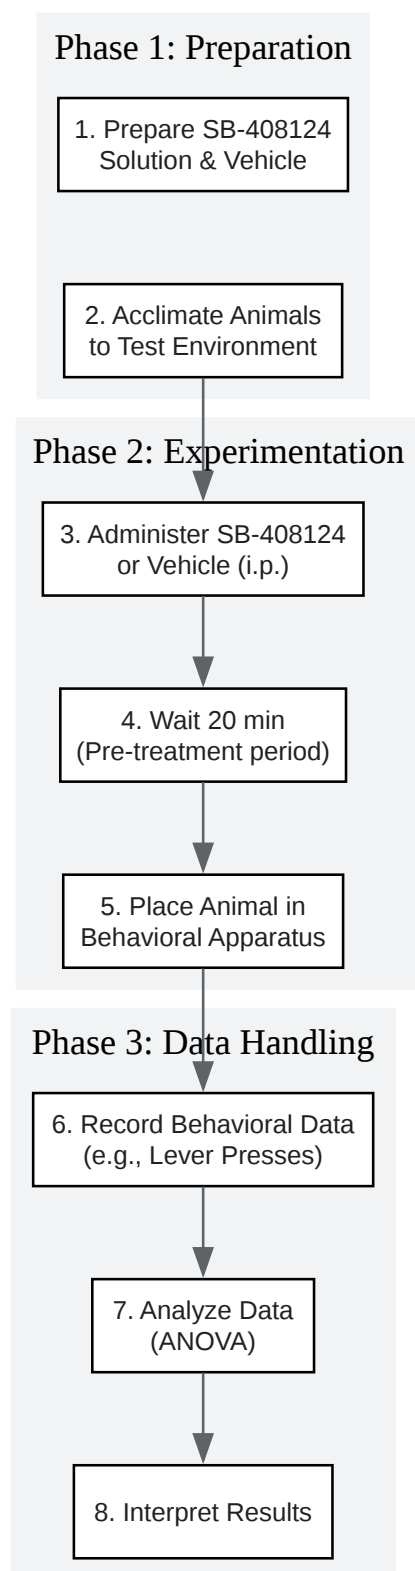 Phase 1: Preparation
1. Prepare SB-408124
Solution & Vehicle
2. Acclimate Animals
to Test Environment
Phase 2: Experimentation
3. Administer SB-408124
or Vehicle (i.p.)
4. Wait 20 min
(Pre-treatment period)
5. Place Animal in
Behavioral Apparatus
Phase 3: Data Handling
6. Record Behavioral Data
(e.g., Lever Presses)
7. Analyze Data
(ANOVA)
8. Interpret Results